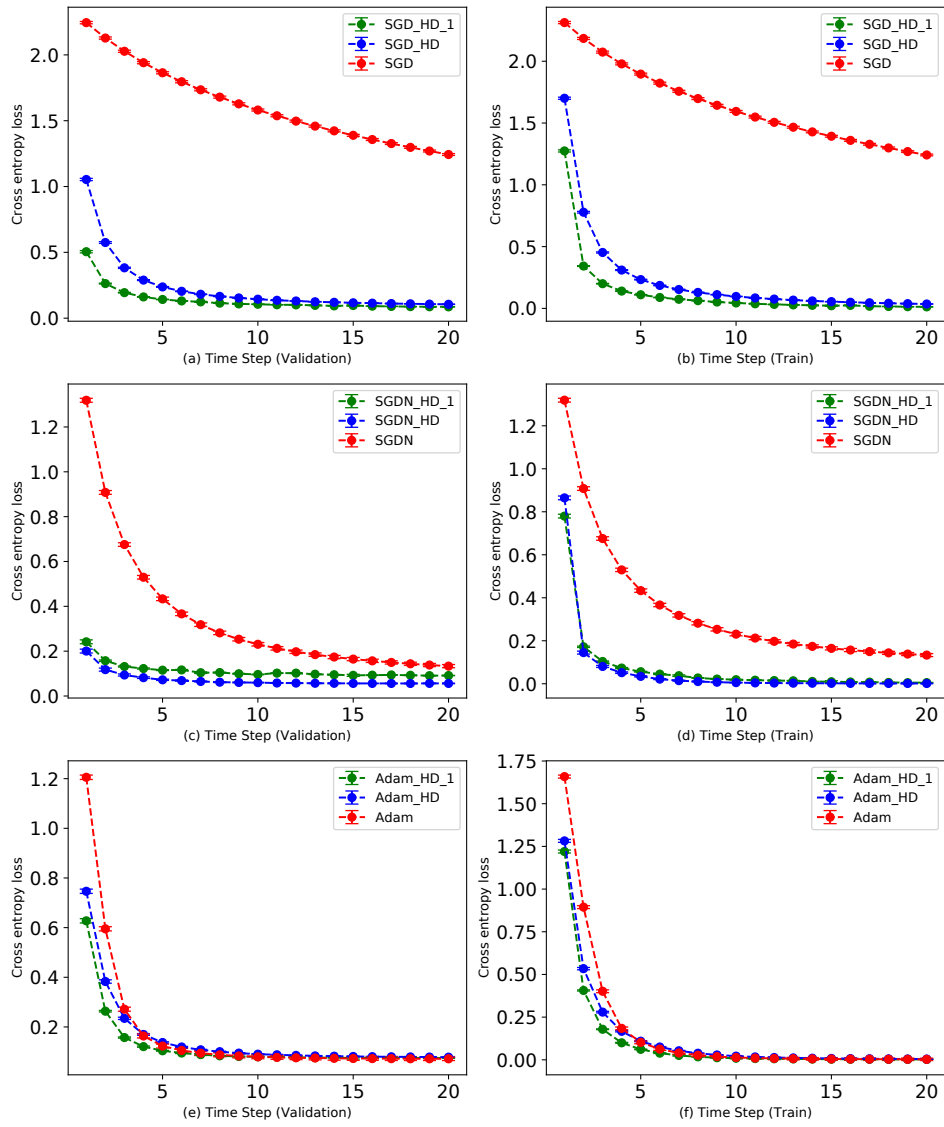 SGD_HD_1
SGD_HD
SGD
Cross entropy loss
2.0
1.5
1.0
0.5
0.0
5 10 15 20
(a) Time Step (Validation)
SGD_HD_1
SGD_HD
SGD
Cross entropy loss
2.0
1.5
1.0
0.5
0.0
5 10 15 20
(b) Time Step (Train)
SGDN_HD_1
SGDN_HD
SGDN
Cross entropy loss
1.2
1.0
0.8
0.6
0.4
0.2
0.0
5 10 15 20
(c) Time Step (Validation)
SGDN_HD_1
SGDN_HD
SGDN
Cross entropy loss
1.2
1.0
0.8
0.6
0.4
0.2
0.0
5 10 15 20
(d) Time Step (Train)
Adam_HD_1
Adam_HD
Adam
Cross entropy loss
1.2
1.0
0.8
0.6
0.4
0.2
5 10 15 20
(e) Time Step (Validation)
Adam_HD_1
Adam_HD
Adam
Cross entropy loss
1.75
1.50
1.25
1.00
0.75
0.50
0.25
0.00
5 10 15 20
(f) Time Step (Train)